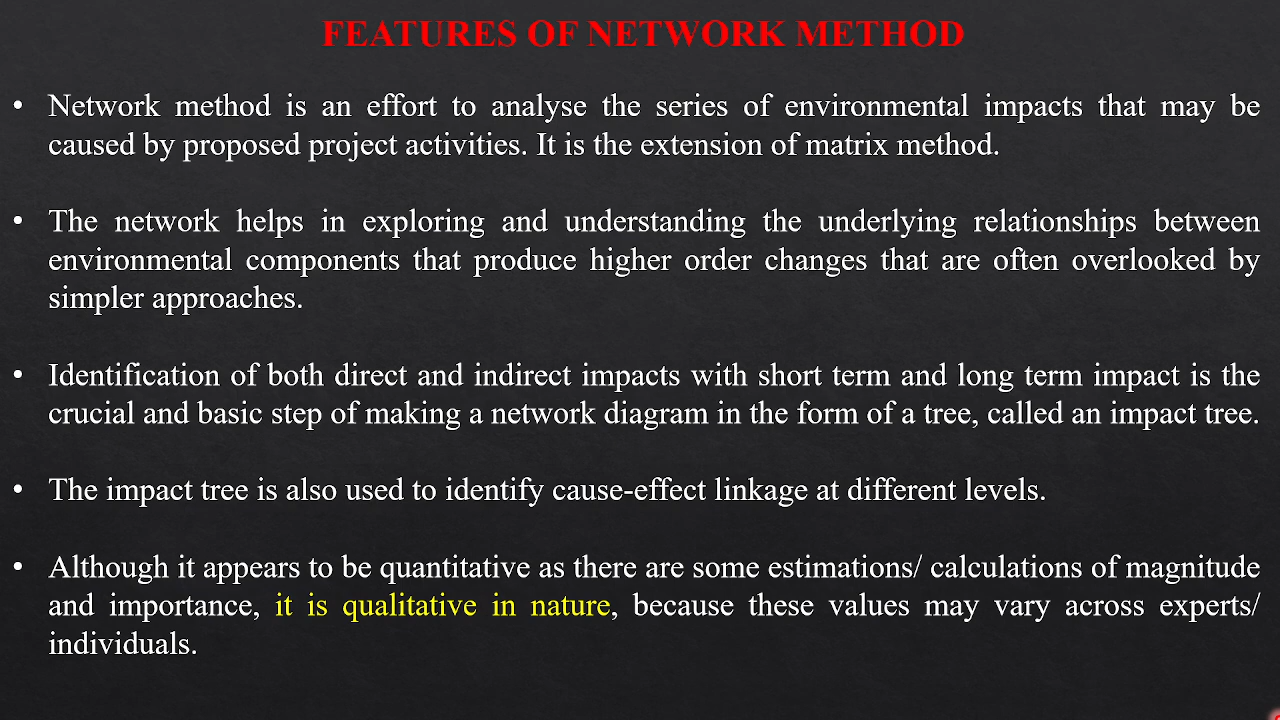 FEATURES OF NETWORK METHOD
• Network method is an effort to analyse the series of environmental impacts that may be
caused by proposed project activities. It is the extension of matrix method.
• The network helps in exploring and understanding the underlying relationships between
environmental components that produce higher order changes that are often overlooked by
simpler approaches.
• Identification of both direct and indirect impacts with short term and long term impact is the
crucial and basic step of making a network diagram in the form of a tree, called an impact tree.
• The impact tree is also used to identify cause-effect linkage at different levels.
• Although it appears to be quantitative as there are some estimations/ calculations of magnitude
and importance, it is qualitative in nature, because these values may vary across experts/
individuals.